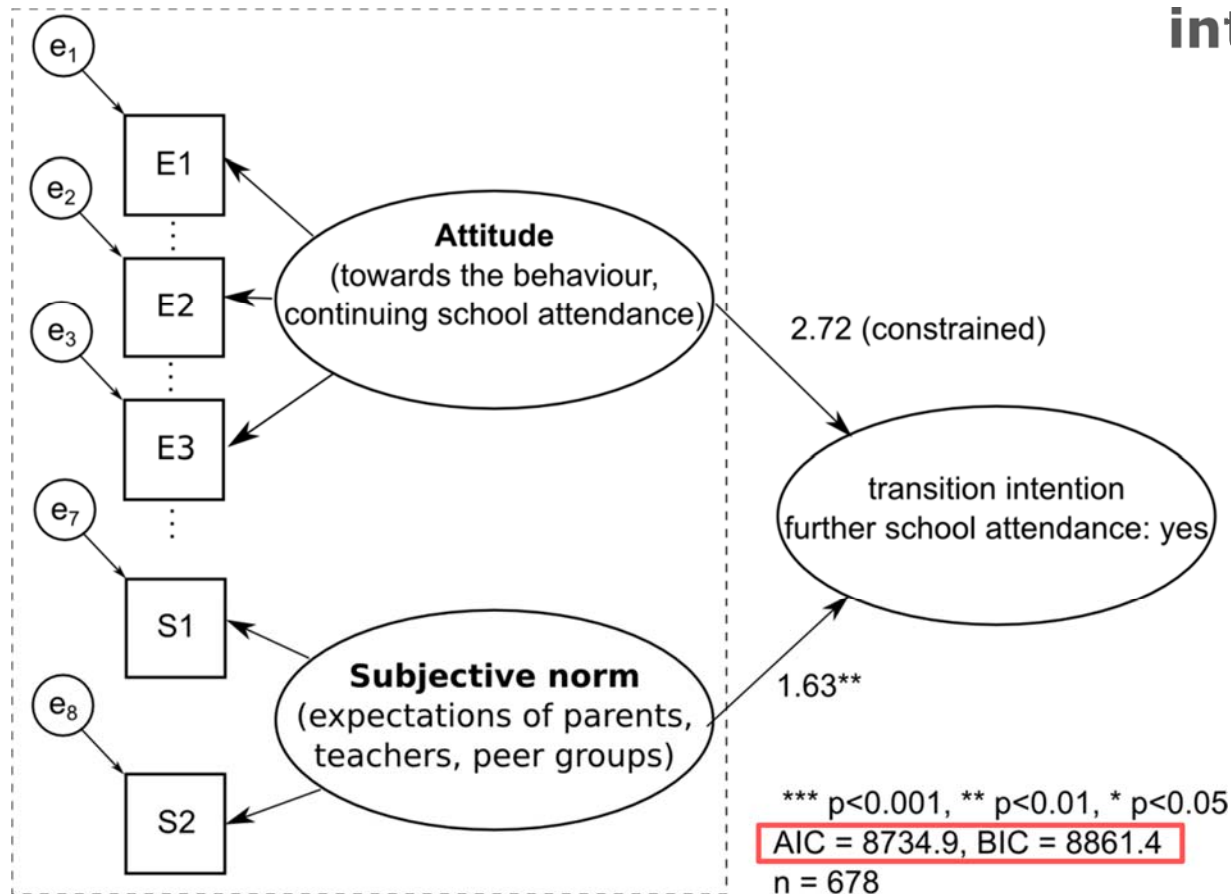 int
e1
E1
e2
E2
e3
E3
e7
S1
e8
S2
Attitude
(towards the behaviour,
continuing school attendance)
2.72 (constrained)
transition intention
further school attendance: yes
Subjective norm
(expectations of parents,
teachers, peer groups)
1.63**
*** p<0.001, ** p<0.01, * p<0.05
AIC = 8734.9, BIC = 8861.4
n = 678